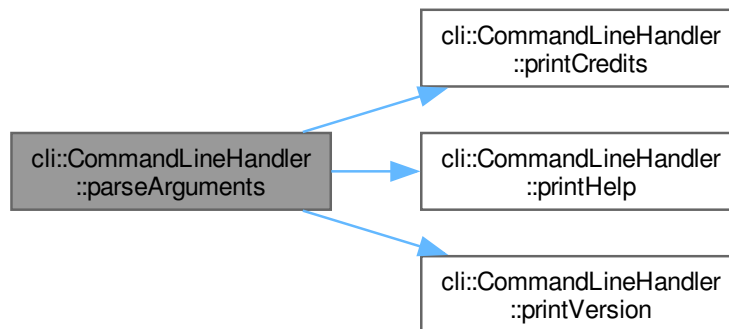 cli::CommandLineHandler
::parseArguments
cli::CommandLineHandler
::printCredits
cli::CommandLineHandler
::printHelp
cli::CommandLineHandler
::printVersion